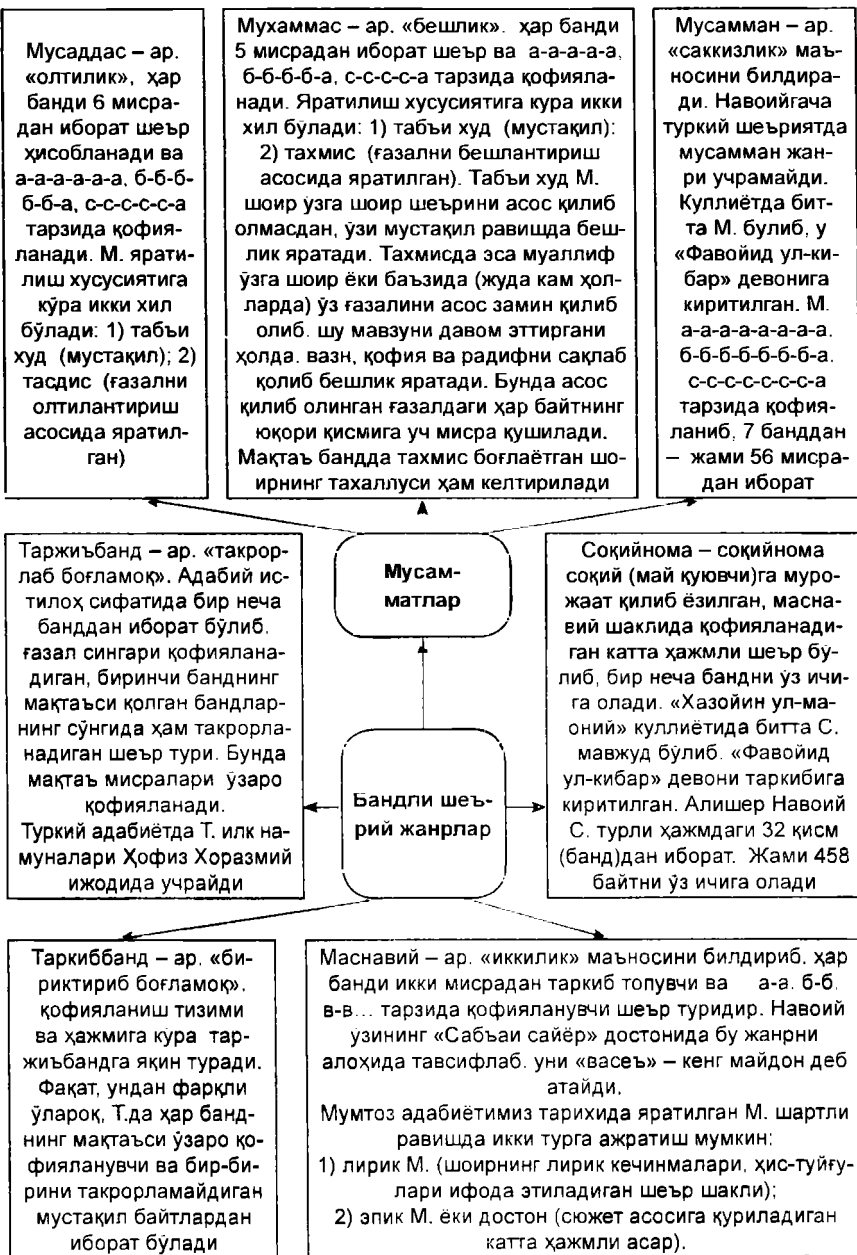 Мусаддас – ар.
«олтилик», ҳар
банди 6 мисра-
дан иборат шеър
ҳисобланади ва
а-а-а-а-а-а, б-б-б-
б-б-а, с-с-с-с-с-а
тарзида қофия-
ланади. М. ярати-
лиш хусусиятига
кўра икки хил
бўлади: 1) табъи
худ (мустақил); 2)
тасдис (ғазални
олтилантириш
асосида яратил-
ган)
Мухаммас – ар. «бешлик». ҳар банди
5 мисрадан иборат шеър ва а-а-а-а-а,
б-б-б-б-а, с-с-с-с-а тарзида қофияла-
нади. Яратилиш хусусиятига кура икки
хил бўлади: 1) табъи худ (мустақил):
2) тахмис (ғазални бешлантириш
асосида яратилган). Табъи худ М.
шоир ўзга шоир шеърини асос қилиб
олмасдан, ўзи мустақил равишда беш-
лик яратади. Тахмисда эса муаллиф
ўзга шоир ёки баъзида (жуда кам ҳол-
ларда) ўз ғазалини асос замин қилиб
олиб. шу мавзуни давом эттиргани
ҳолда. вазн, қофия ва радифни сақлаб
қолиб бешлик яратади. Бунда асос
қилиб олинган ғазалдаги ҳар байтнинг
юқори қисмига уч мисра қушилади.
Мақтаъ бандда тахмис боғлаётган шо-
ирнинг тахаллуси ҳам келтирилади
Мусамман – ар.
«саккизлик» маъ-
носини билдира-
ди. Навоийгача
туркий шеъриятда
мусамман жан-
ри учрамайди.
Куллиётда бит-
та М. булиб, у
«Фавойид ул-ки-
бар» девонига
киритилган. М.
а-а-а-а-а-а-а-а.
б-б-б-б-б-б-б-а.
с-с-с-с-с-с-с-а
тарзида қофия-
ланиб, 7 банддан
– жами 56 мисра-
дан иборат
Таржиъбанд – ар. «такрор-
лаб боғламоқ». Адабий ис-
тилоҳ сифатида бир неча
банддан иборат бўлиб.
ғазал сингари қофиялана-
диган, биринчи банднинг
мақтаъси қолган бандлар-
нинг сўнгида ҳам такрорла-
надиган шеър тури. Бунда
мақтаъ мисралари ўзаро
қофияланади.
Туркий адабиётда Т. илк на-
муналари Ҳофиз Хоразмий
ижодида учрайди
Мусам-
матлар
Бандли шеъ-
рий жанрлар
Соқийнома – соқийнома
соқий (май қуювчи)га муро-
жаат қилиб ёзилган, масна-
вий шаклида қофиялан­ади-
ган катта ҳажмли шеър бу-
либ, бир неча бандни ўз ичи-
га олади. «Хазойин ул-ма-
оний» куллиётида битта С.
мавжуд бўлиб. «Фавойид
ул-кибар» девони таркибига
киритилган. Алишер Навоий
С. турли ҳажмдаги 32 қисм
(банд)дан иборат. Жами 458
байтни ўз ичига олади
Таркиббанд – ар. «би-
риктириб боғламоқ».
қофияланиш тизими
ва ҳажмига кура тар-
жиъбандга яқин туради.
Фақат, ундан фарқли
ўлароқ, Т.да ҳар банд-
нинг мақтаъси ўзаро қо-
фияланувчи ва бир-би-
рини такрорламайдиган
мустақил байтлардан
иборат бўлади
Маснавий – ар. «иккилик» маъносини билдириб. ҳар
банди икки мисрадан таркиб топувчи ва а-а. б-б.
в-в... тарзида қофияланувчи шеър туридир. Навоий
узининг «Сабъаи сайёр» достонида бу жанрни
алоҳида тавсифлаб. уни «васеъ» – кенг майдон деб
атайди.
Мумтоз адабиётимиз тарихида яратилган М. шартли
равишда икки турга ажратиш мумкин:
1) лирик М. (шоирнинг лирик кечинмалари, ҳис-туйғу-
лари ифода этиладиган шеър шакли);
2) эпик М. ёки достон (сюжет асосига қуриладиган
катта ҳажмли асар).